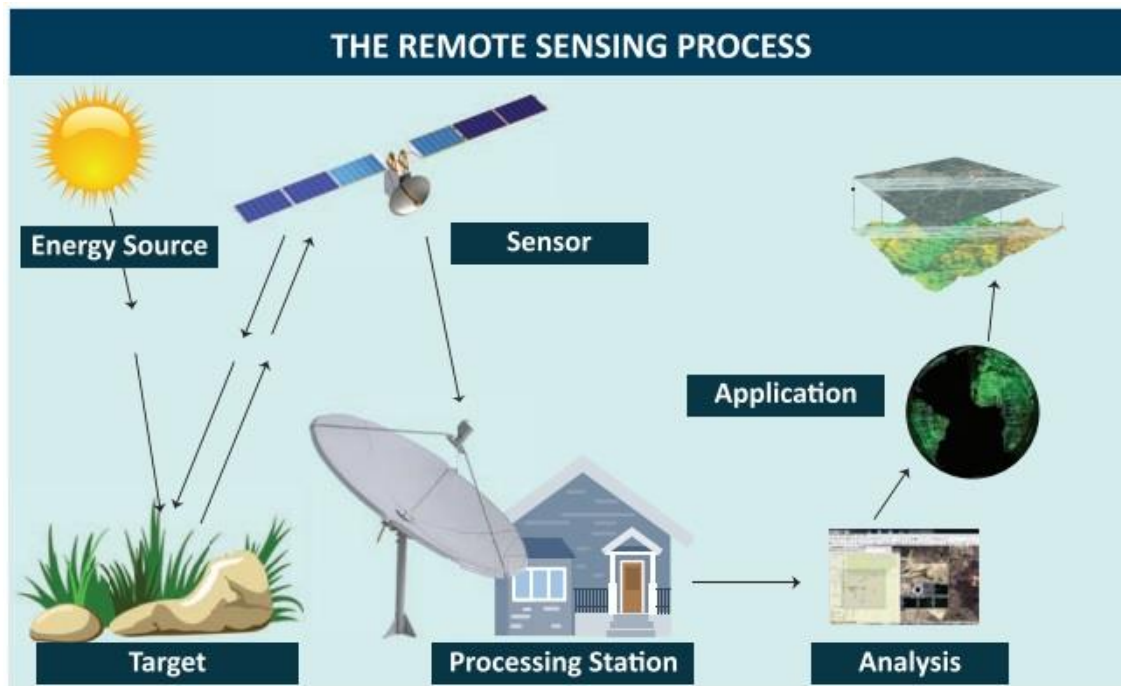 THE REMOTE SENSING PROCESS
Energy Source
Sensor
Application
Target
Processing Station
Analysis